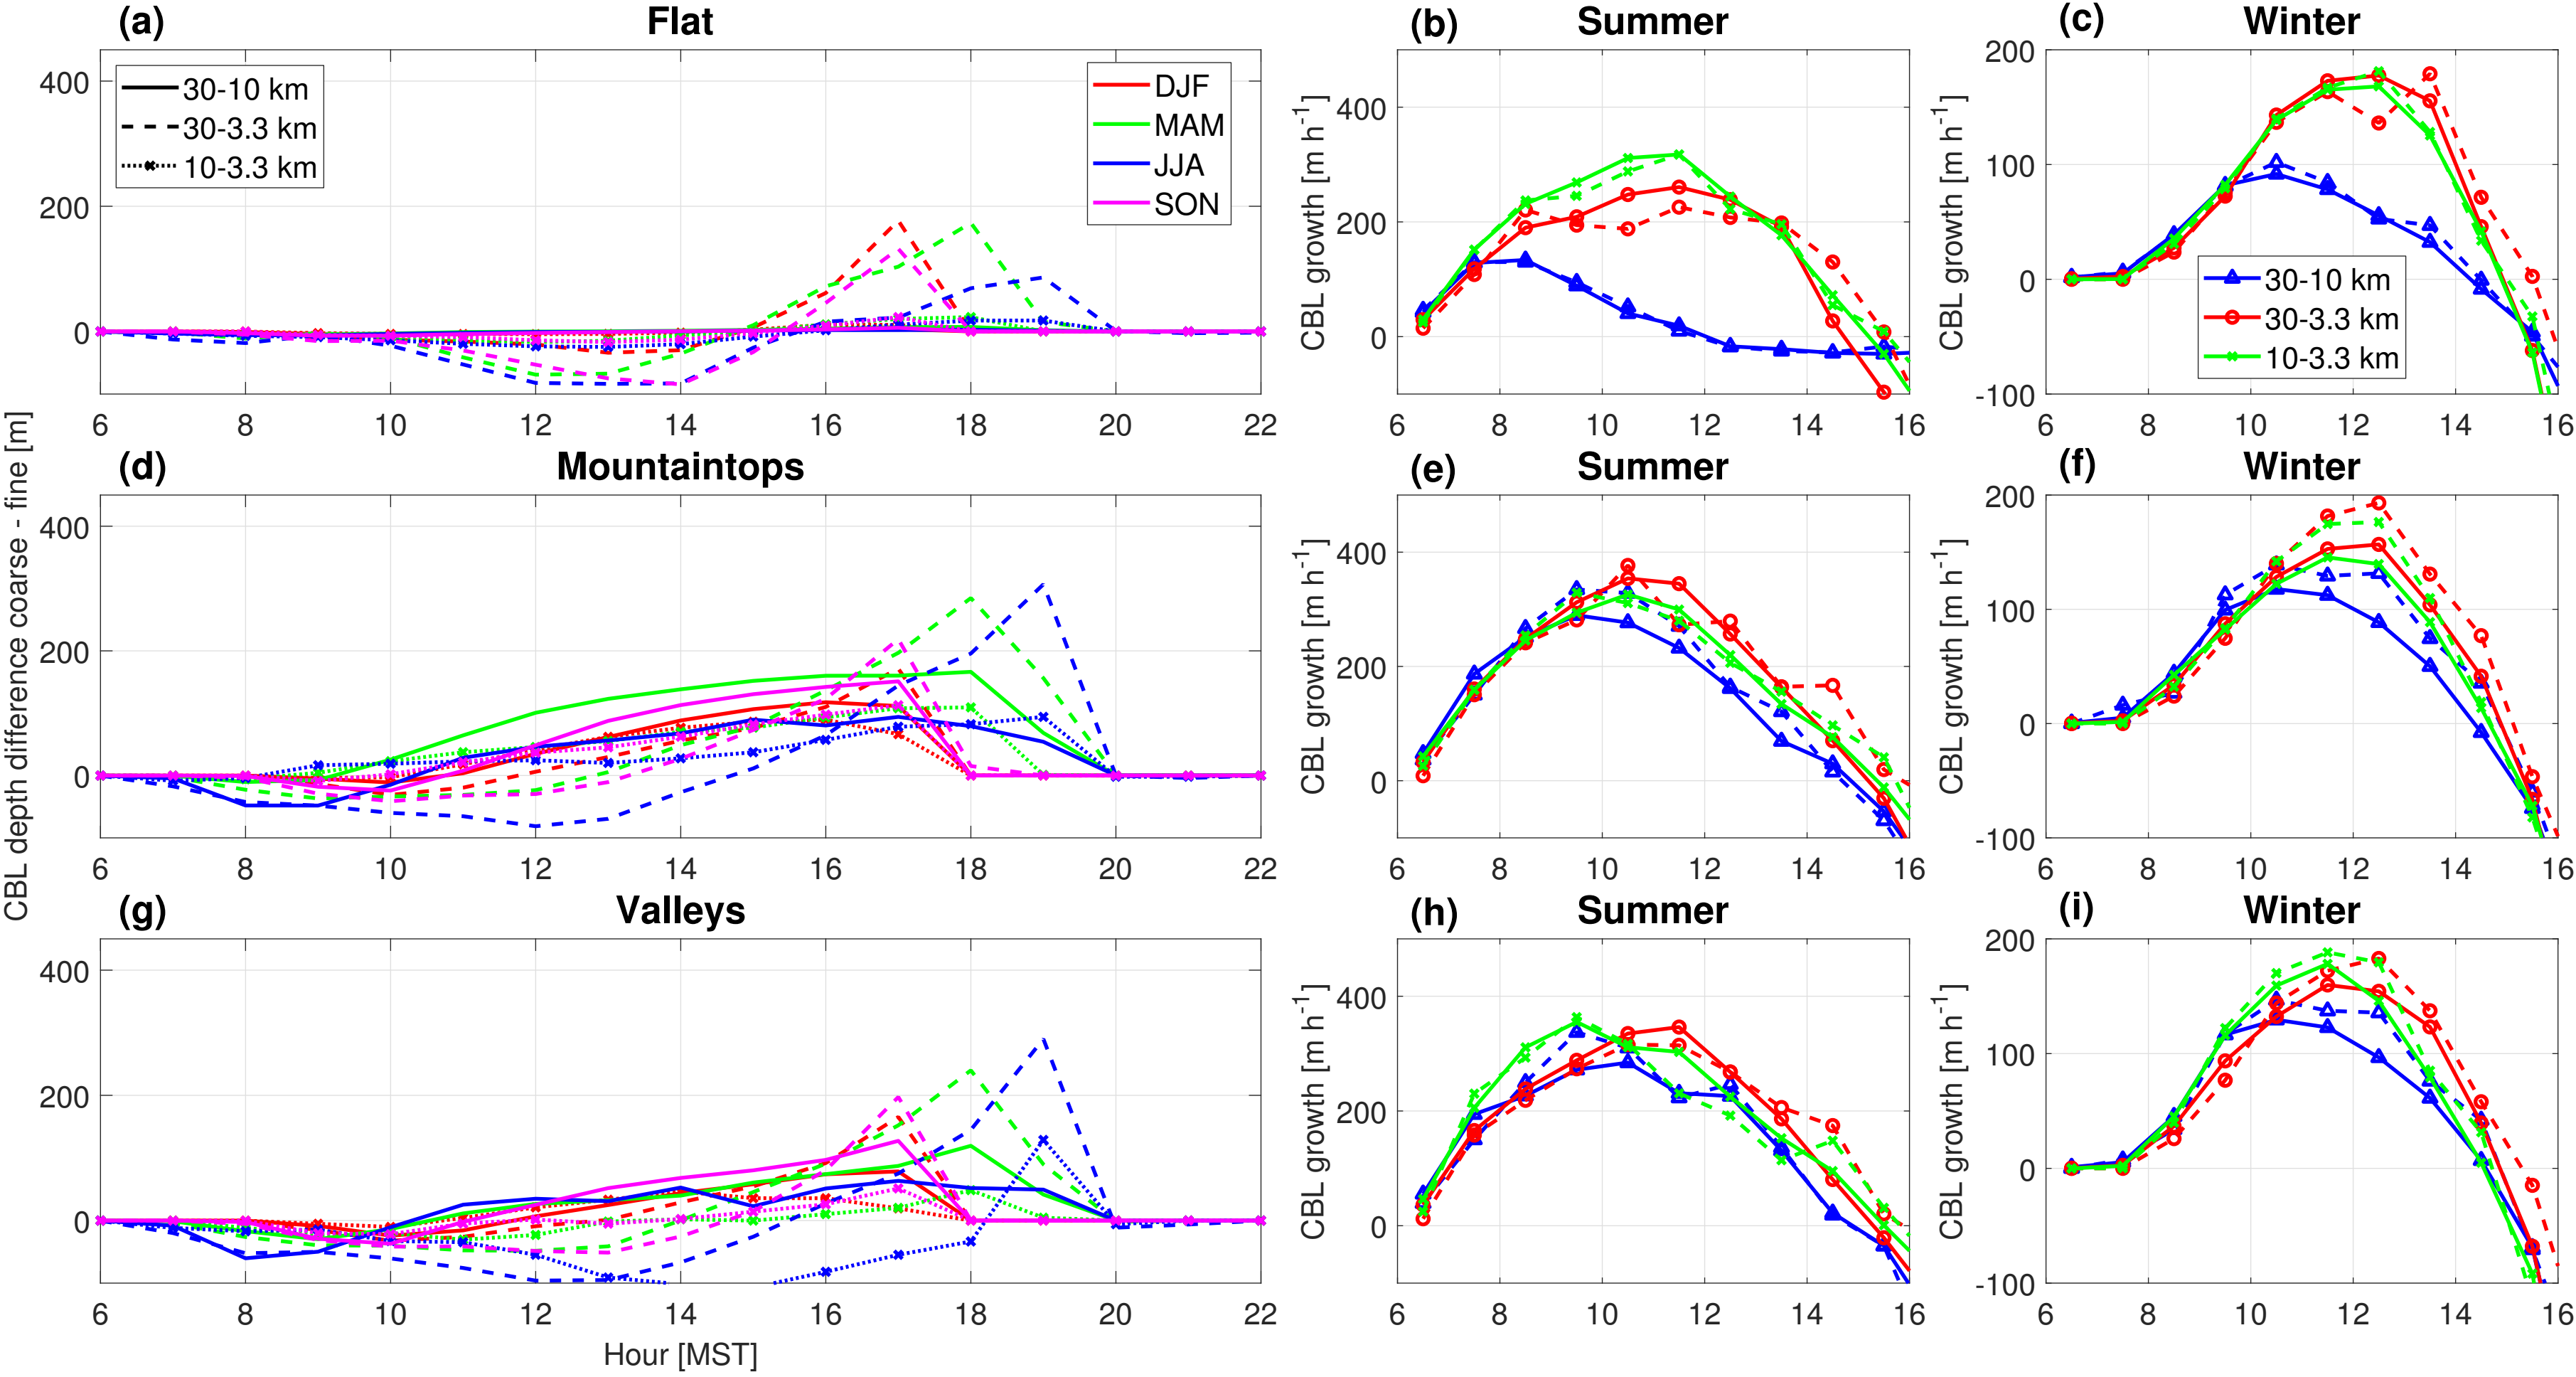 (a) Flat
400
200
0
30-10 km
30-3.3 km
10-3.3 km
DJF
MAM
JJA
SON
6 8 10 12 14 16 18 20 22
(b) Summer
CBL growth [m h-1]
400
200
0
6 8 10 12 14 16
(c) Winter
CBL growth [m h-1]
200
100
0
-100
30-10 km
30-3.3 km
10-3.3 km
6 8 10 12 14 16
CBL depth difference coarse - fine [m]
(d) Mountaintops
400
200
0
6 8 10 12 14 16 18 20 22
(e) Summer
CBL growth [m h-1]
400
200
0
6 8 10 12 14 16
(f) Winter
CBL growth [m h-1]
200
100
0
-100
6 8 10 12 14 16
(g) Valleys
400
200
0
6 8 10 12 14 16 18 20 22
Hour [MST]
(h) Summer
CBL growth [m h-1]
400
200
0
6 8 10 12 14 16
(i) Winter
CBL growth [m h-1]
200
100
0
-100
6 8 10 12 14 16